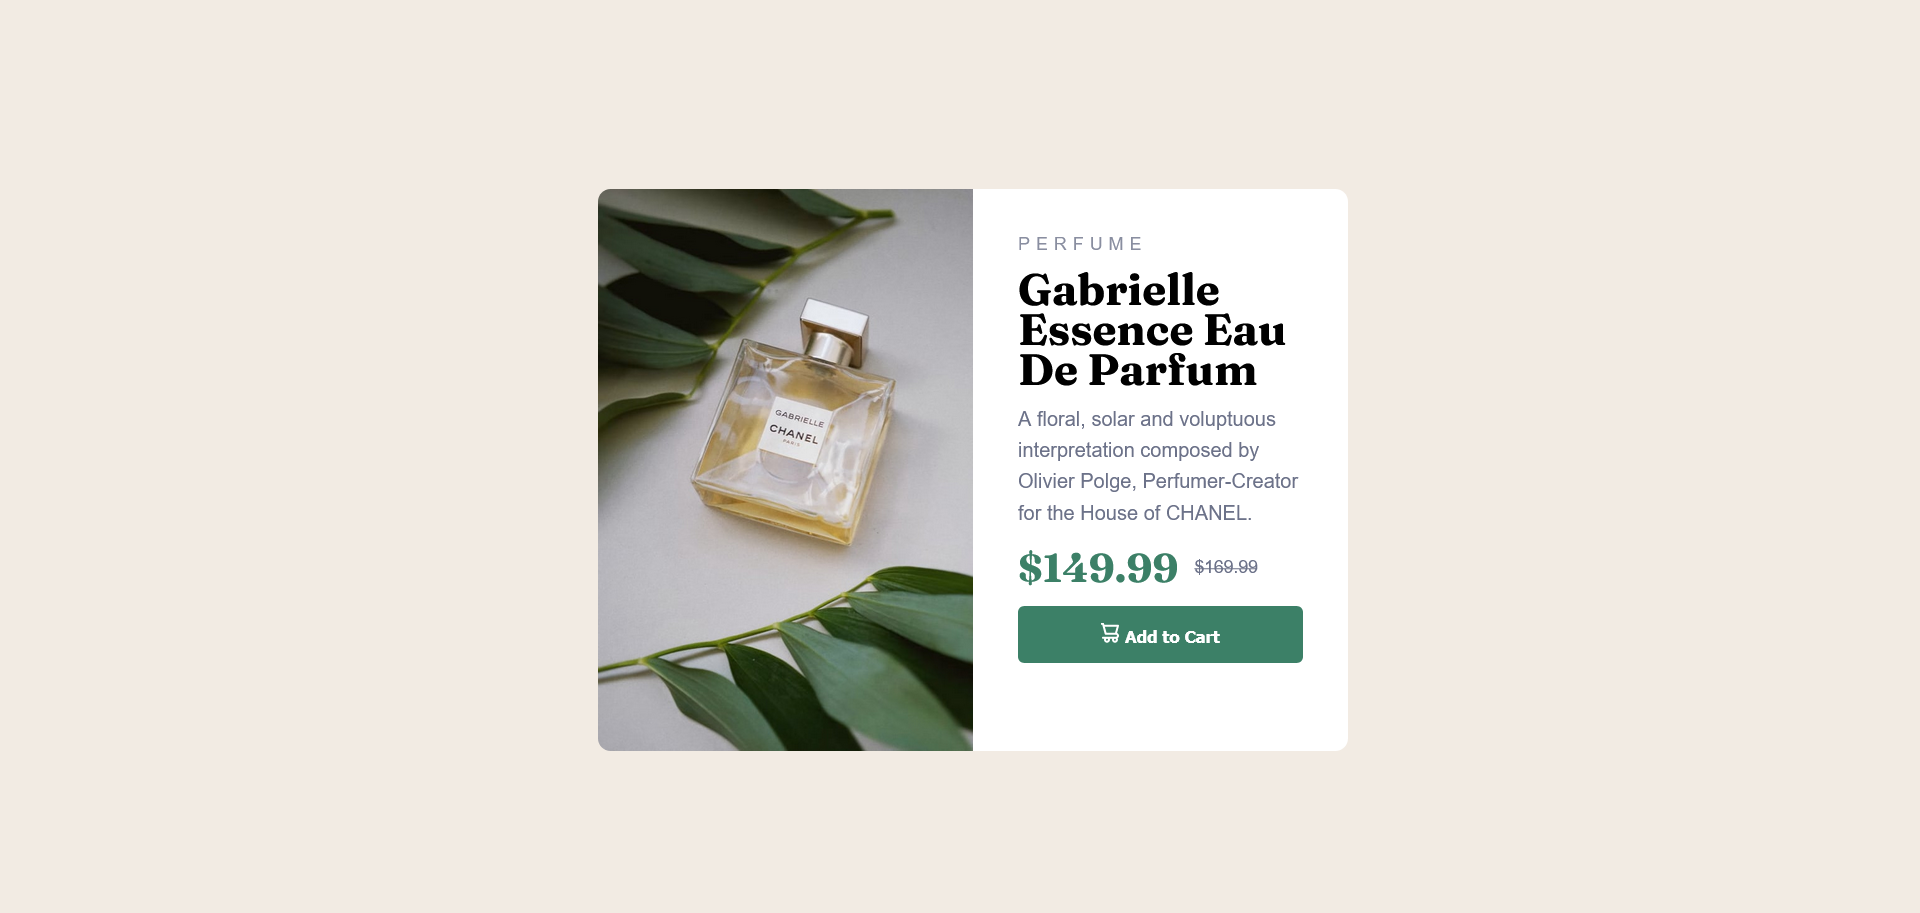 GABRIELLE
CHANEL
PARIS
PERFUME
Gabrielle
Essence Eau
De Parfum
A floral, solar and voluptuous
interpretation composed by
Olivier Polge, Perfumer-Creator
for the House of CHANEL.
$149.99 $169.99
Add to Cart